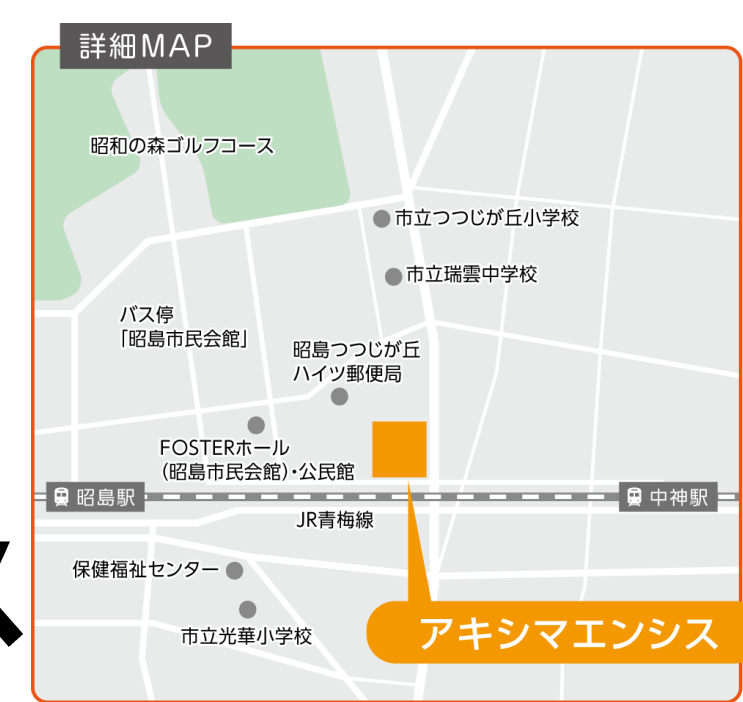 詳細MAP
昭和の森ゴルフコース
市立つつじが丘小学校
市立瑞雲中学校
バス停
「昭島市民会館」
昭島つつじが丘
ハイツ郵便局
FOSTERホール
(昭島市民会館)・公民館
昭島駅
中神駅
JR青梅線
保健福祉センター
市立光華小学校
アキシマエンシス